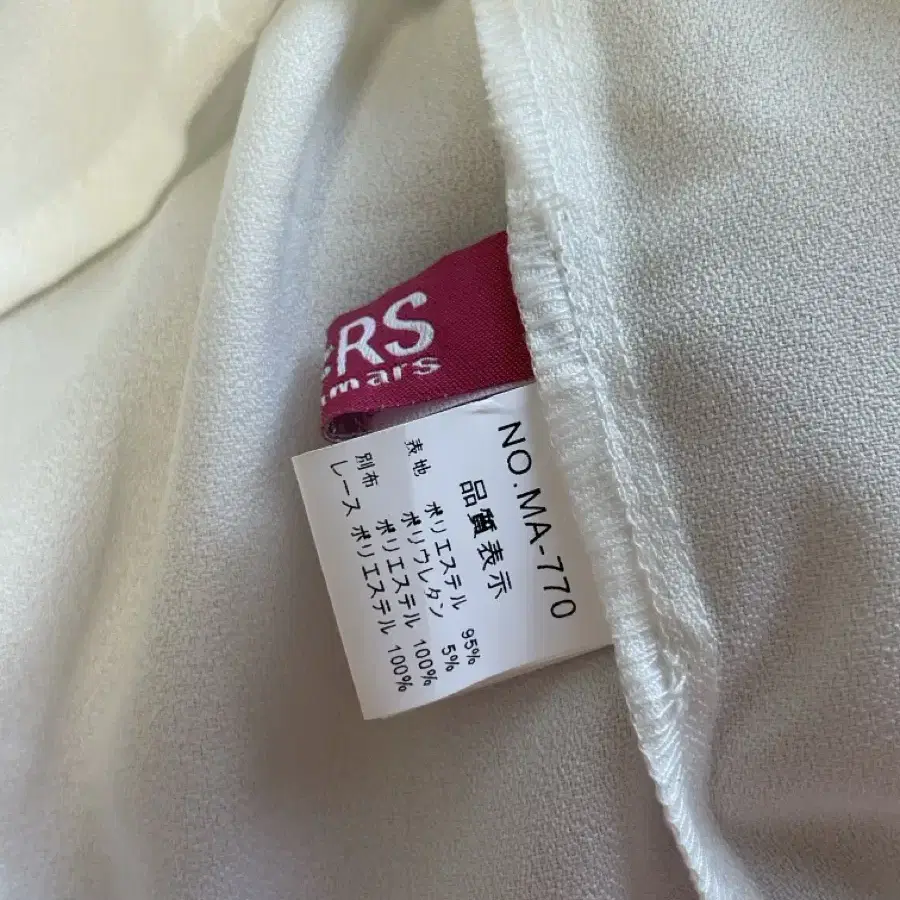 RS
mars
NO.MA-770
品質表示
表地 ポリエステル 95%
ポリウレタン 5%
別布 ポリエステル 100%
レース ポリエステル 100%